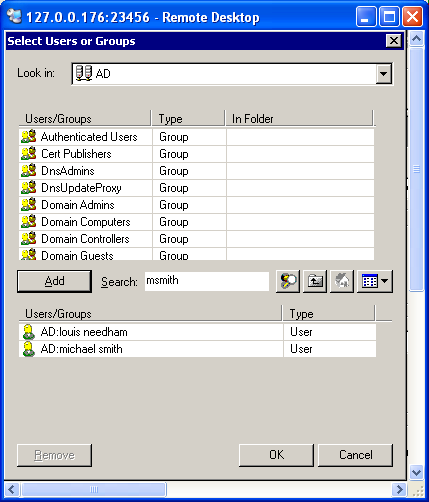 127.0.0.176:23456 - Remote Desktop
Select Users or Groups
Look in: AD
Users/Groups Type In Folder
Authenticated Users Group
Cert Publishers Group
DnsAdmins Group
DnsUpdateProxy Group
Domain Admins Group
Domain Computers Group
Domain Controllers Group
Domain Guests Group
Add Search: msmith
Users/Groups Type
AD:louis needham User
AD:michael smith User
Remove OK Cancel